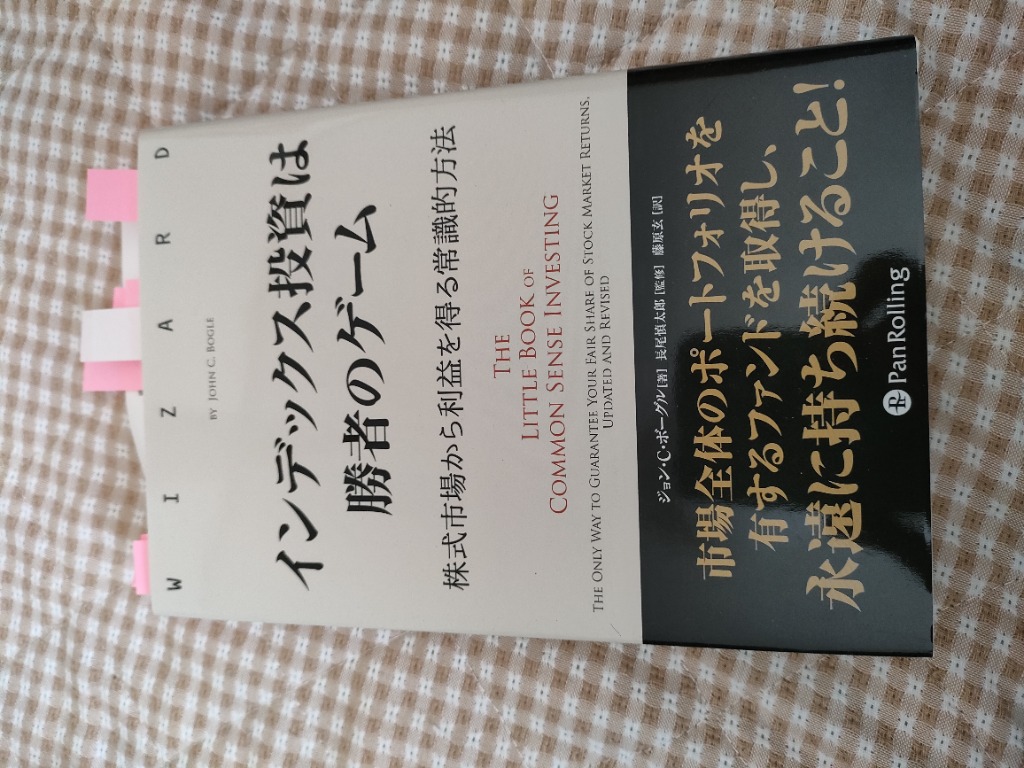 WIZARD
BY JOHN C. BOGLE
インデックス投資は
勝者のゲーム
株式市場から利益を得る常識的方法
THE
LITTLE BOOK OF
COMMON SENSE INVESTING
THE ONLY WAY TO GUARANTEE YOUR FAIR SHARE OF STOCK MARKET RETURNS.
UPDATED AND REVISED
ジョン・C・ボーグル[著] 長尾慎太郎[監修] 藤原玄[訳]
市場全体のポートフォリオを
有するファンドを取得し、
永遠に持ち続けること!
PanRolling